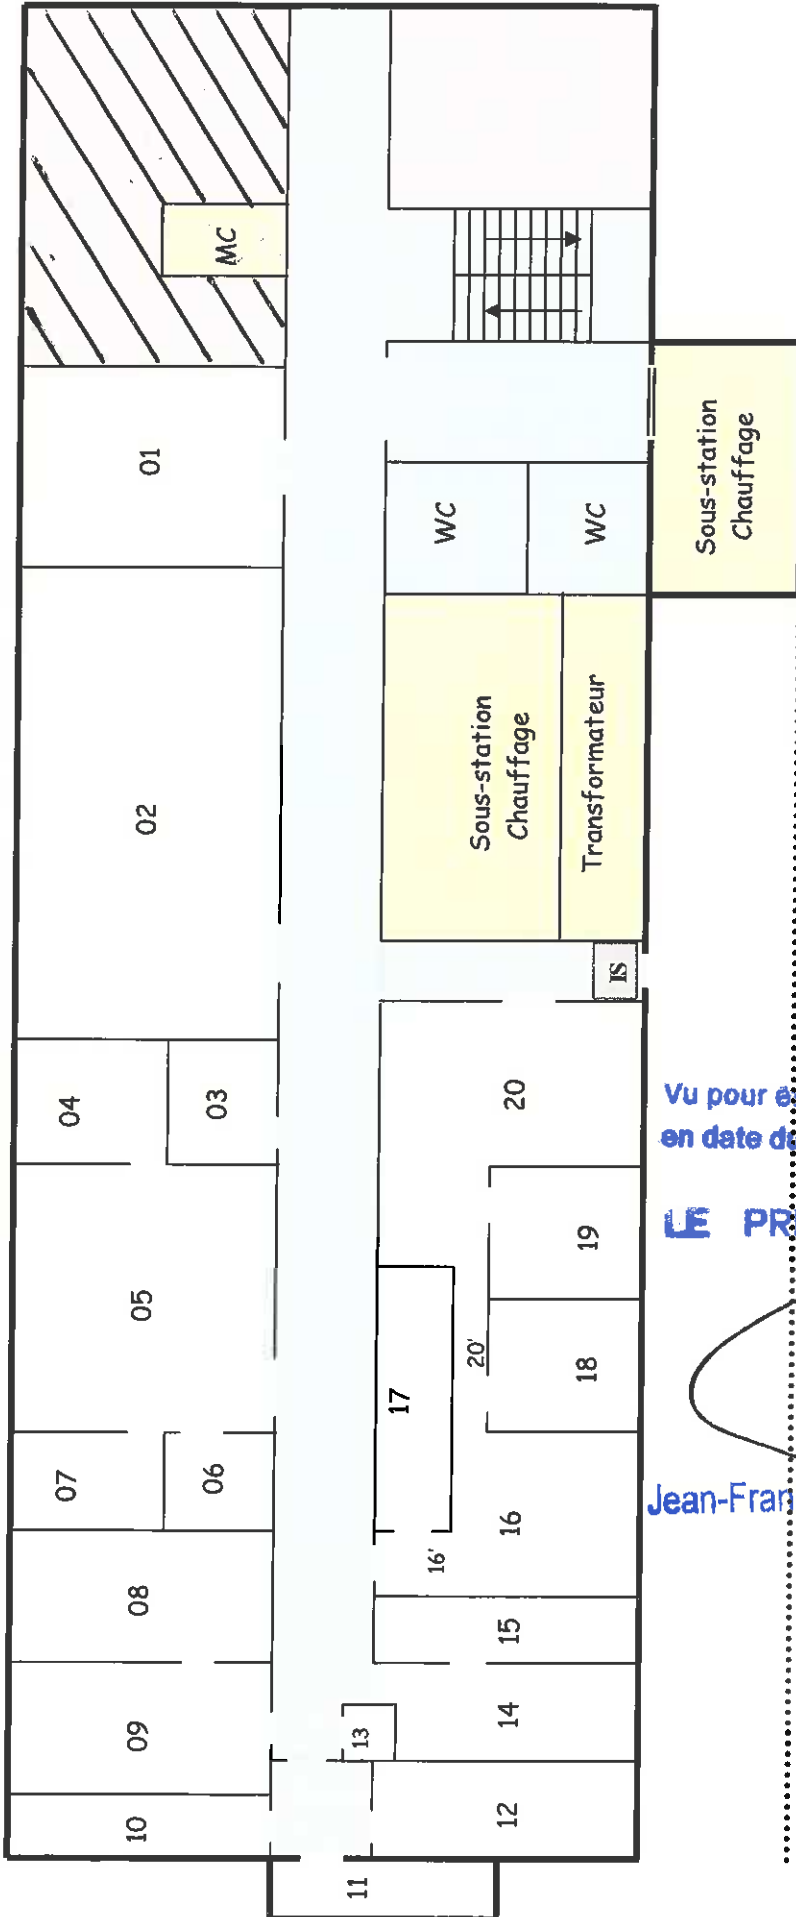 MC
01
WC
WC
Sous-station
Chauffage
02
Sous-station
Chauffage
Transformateur
IS
04
03
20
Vu pour
en date
LE PR
05
19
20'
18
17
07
06
16
16'
Jean-Fran
08
15
09
13
14
10
12
11